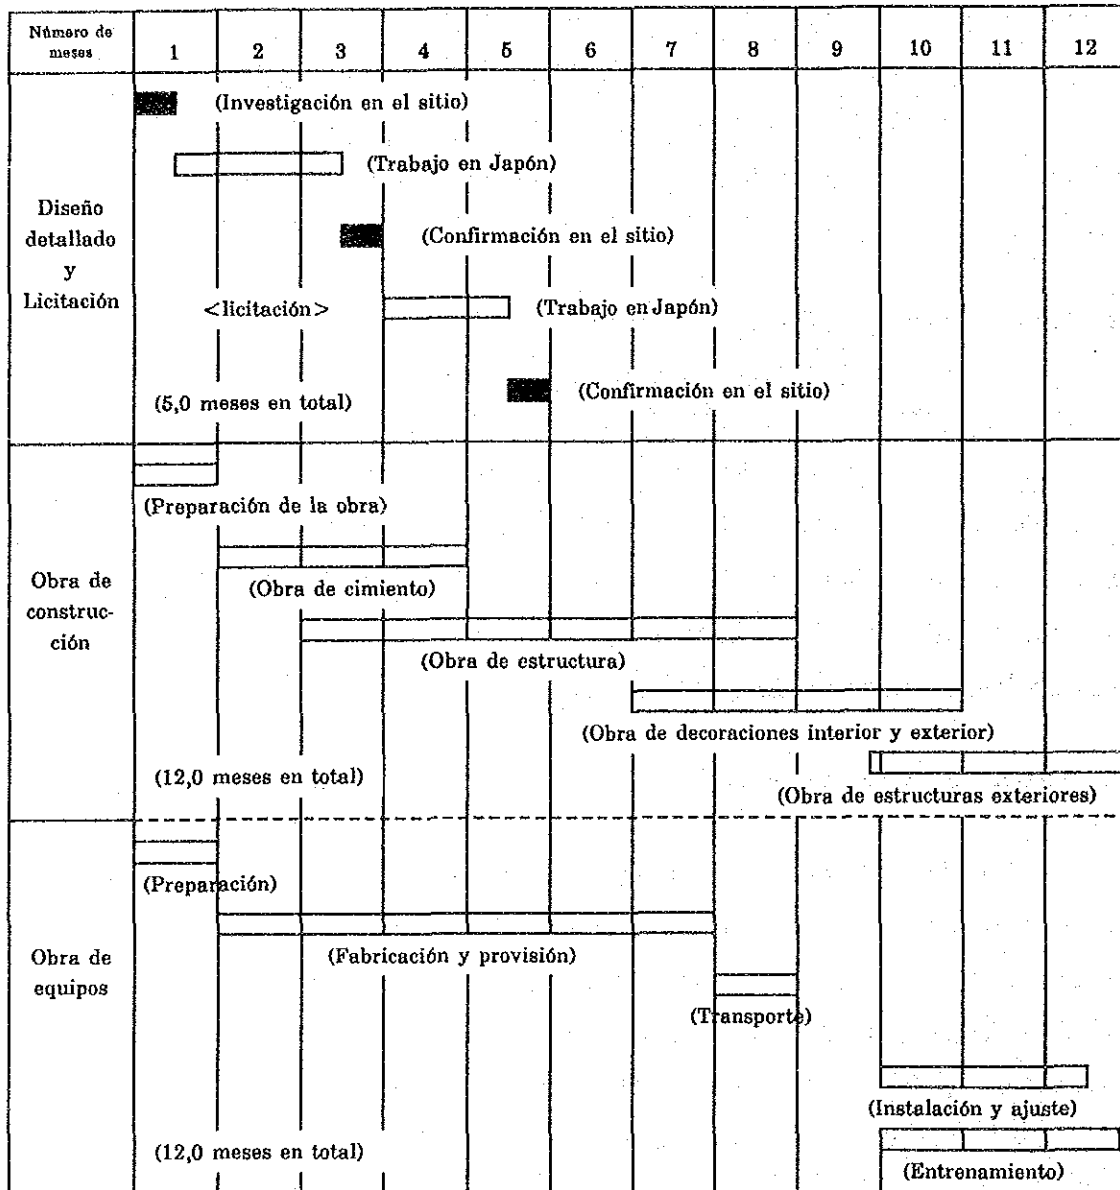 Número de
meses
1 2 3 4 5 6 7 8 9 10 11 12
Diseño
detallado
y
Licitación
(Investigación en el sitio)
(Trabajo en Japón)
(Confirmación en el sitio)
<licitación>
(Trabajo en Japón)
(Confirmación en el sitio)
(5,0 meses en total)
Obra de
construc-
ción
(Preparación de la obra)
(Obra de cimiento)
(Obra de estructura)
(Obra de decoraciones interior y exterior)
(12,0 meses en total)
(Obra de estructuras exteriores)
Obra de
equipos
(Preparación)
(Fabricación y provisión)
(Transporte)
(Instalación y ajuste)
(12,0 meses en total)
(Entrenamiento)